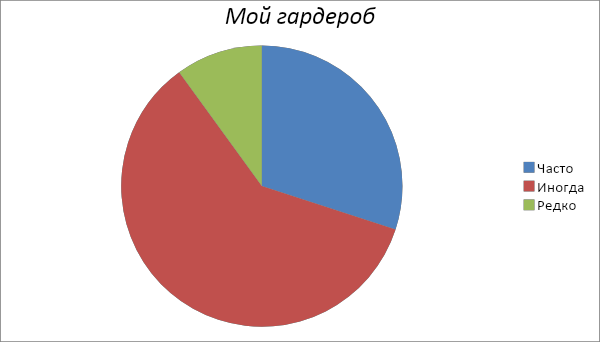 Мой гардероб
Часто
Иногда
Редко